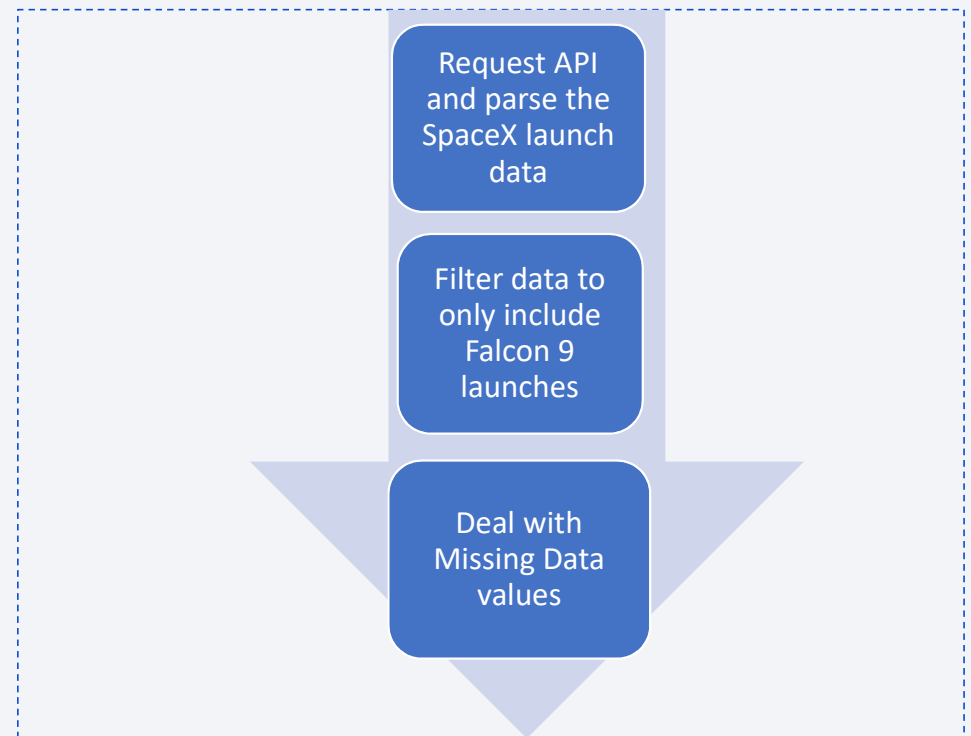 Request API
and parse the
SpaceX launch
data
Filter data to
only include
Falcon 9
launches
Deal with
Missing Data
values